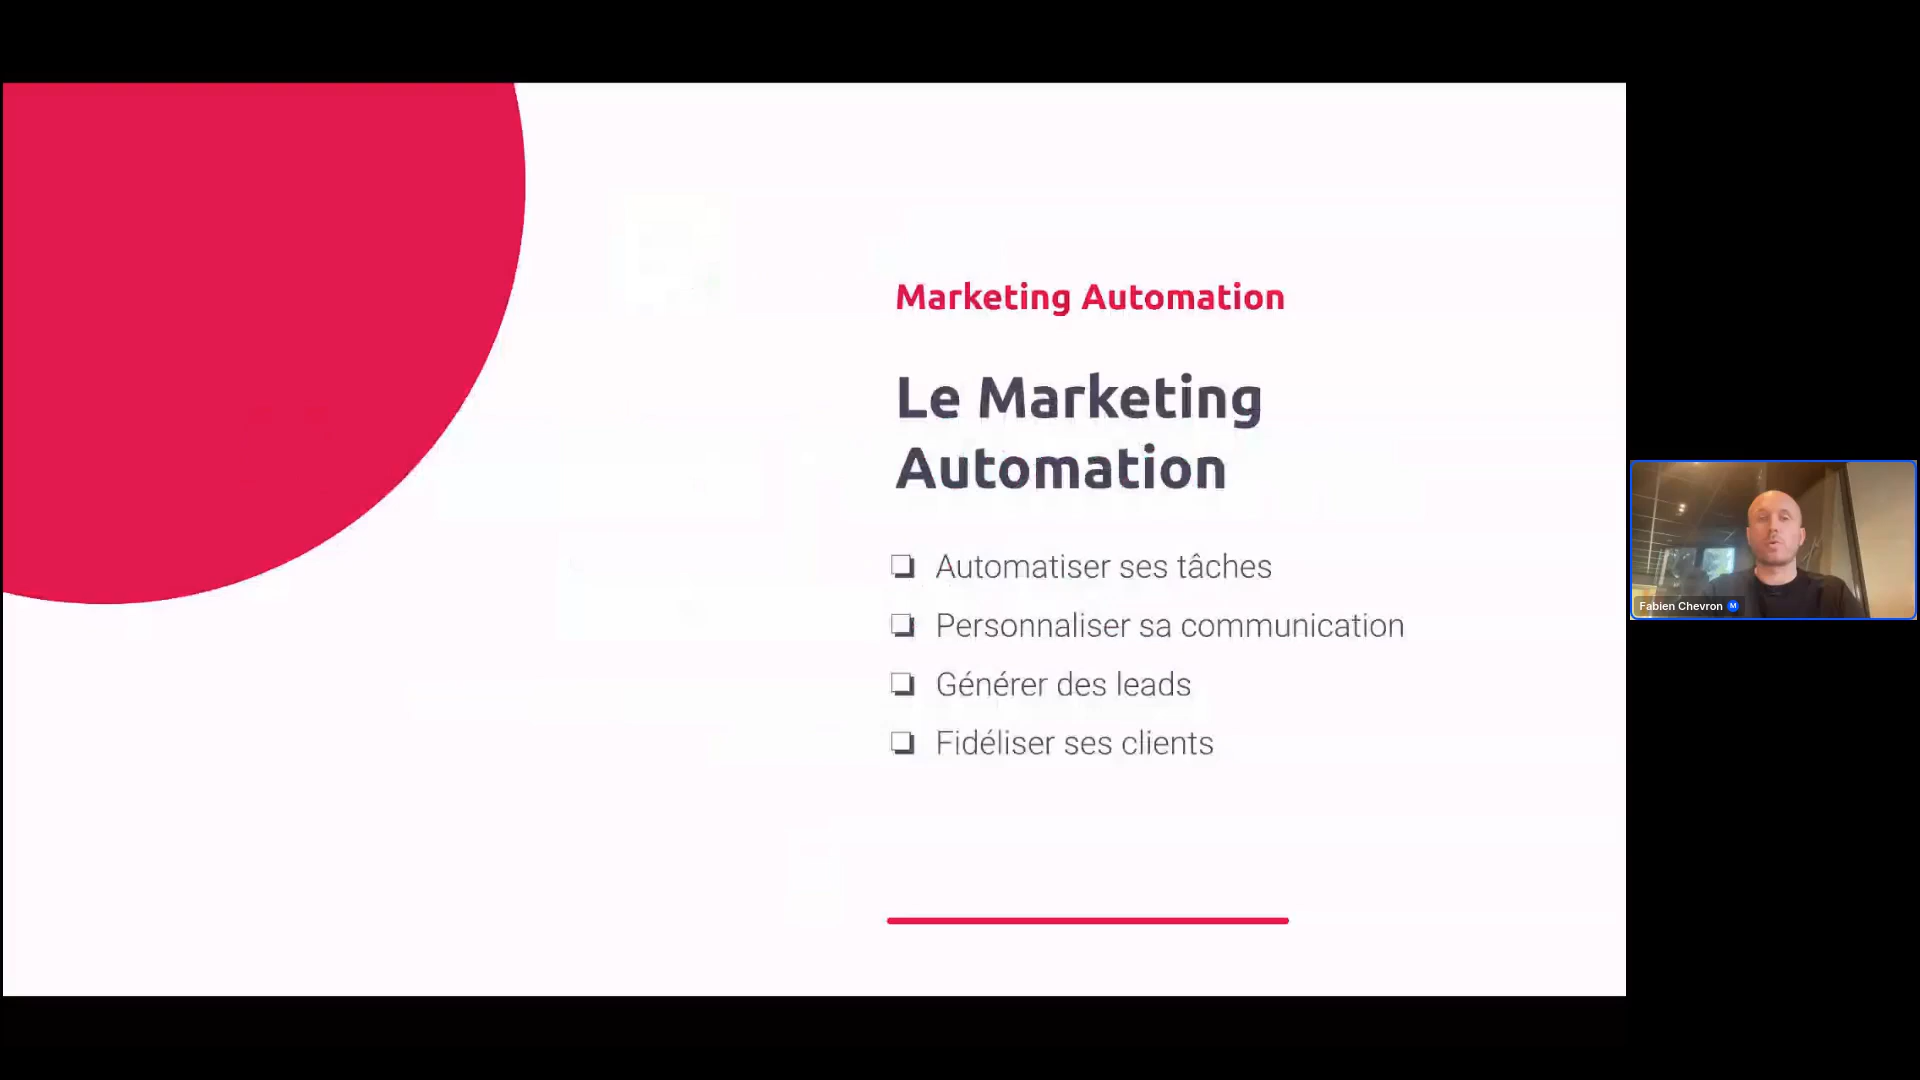 Marketing Automation
Le Marketing
Automation
Automatiser ses tâches
Personnaliser sa communication
Générer des leads
Fidéliser ses clients
Fabien Chevron M